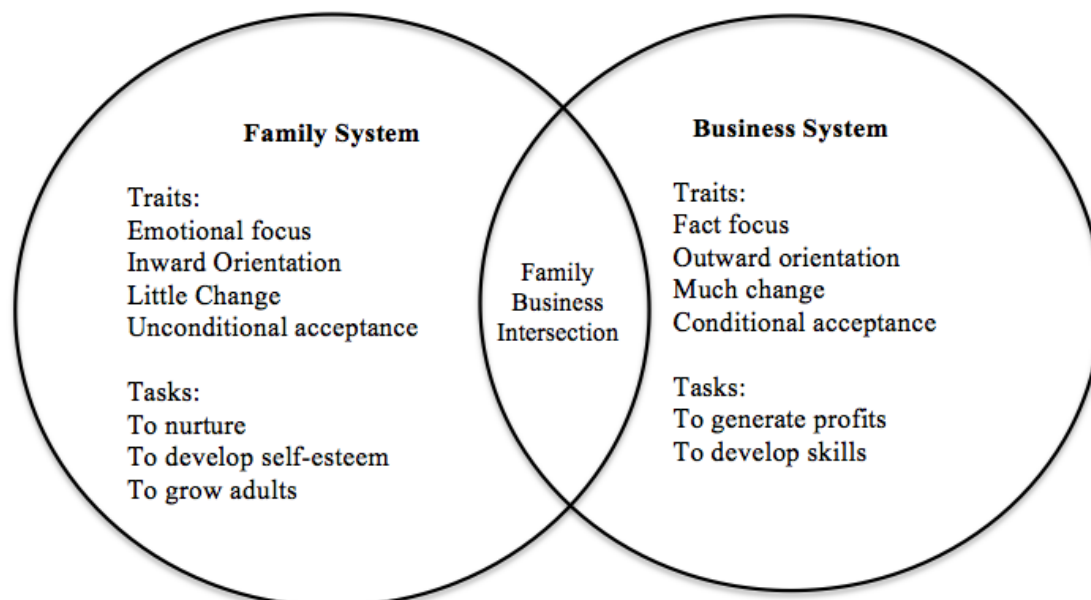 Family System
Traits:
Emotional focus
Inward Orientation
Little Change
Unconditional acceptance
Tasks:
To nurture
To develop self-esteem
To grow adults
Family
Business
Intersection
Business System
Traits:
Fact focus
Outward orientation
Much change
Conditional acceptance
Tasks:
To generate profits
To develop skills